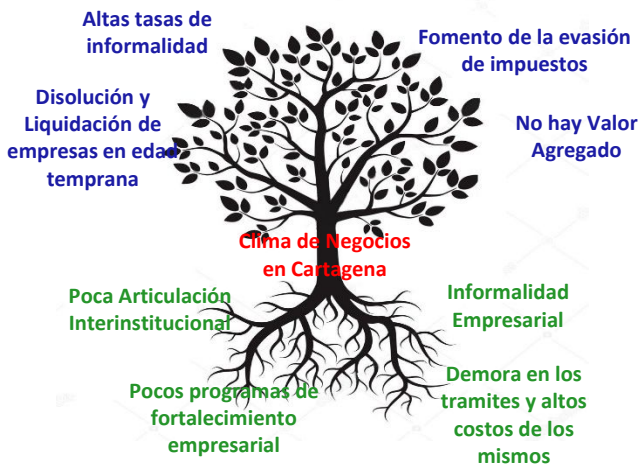 Altas tasas de
informalidad
Fomento de la evasión
de impuestos
Disolución y
Liquidación de
empresas en edad
temprana
No hay Valor
Agregado
Clima de Negocios
en Cartagena
Poca Articulación
Interinstitucional
Informalidad
Empresarial
Pocos programas de
fortalecimiento
empresarial
Demora en los
tramites y altos
costos de los
mismos